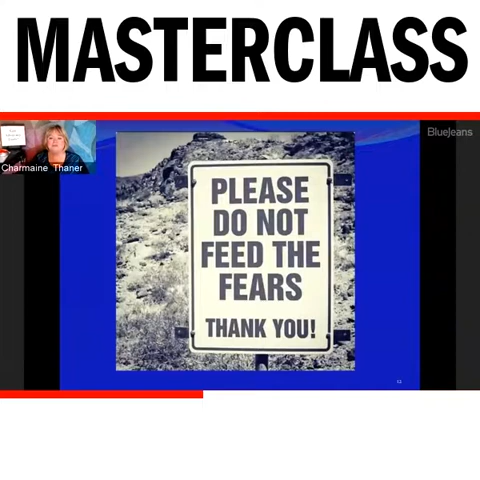 MASTERCLASS
BlueJeans
Charmaine Thaner
PLEASE
DO NOT
FEED THE
FEARS
THANK YOU!